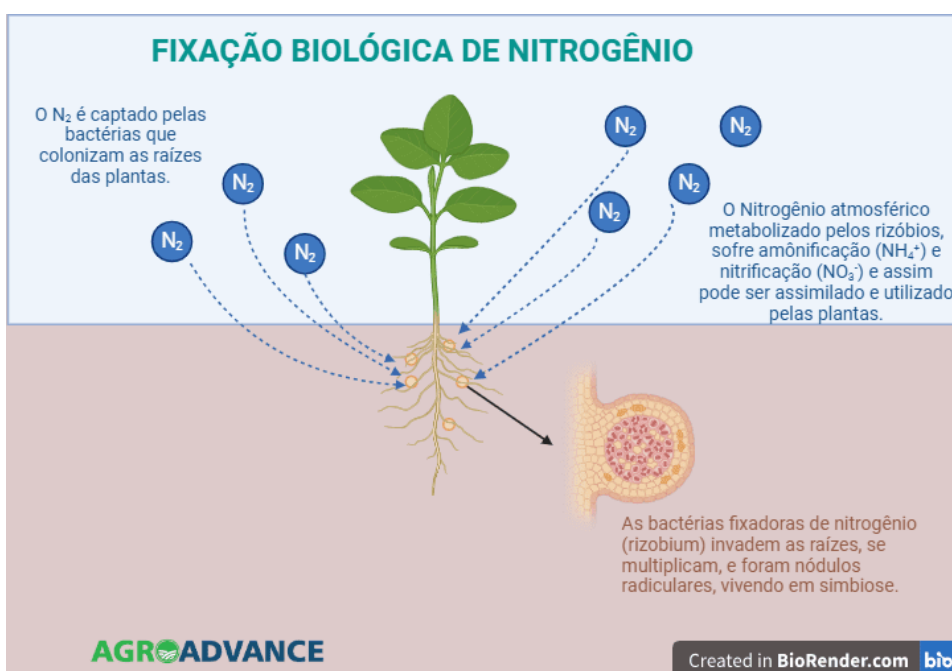 FIXAÇÃO BIOLÓGICA DE NITROGÊNIO
O N₂ é captado pelas
bactérias que
colonizam as raízes
das plantas.
N₂
N₂
N₂
N₂
N₂
N₂
N₂
O Nitrogênio atmosférico
metabolizado pelos rizóbios,
sofre amônificação (NH₄⁺) e
nitrificação (NO₃⁻) e assim
pode ser assimilado e utilizado
pelas plantas.
As bactérias fixadoras de nitrogênio
(rizobium) invadem as raízes, se
multiplicam, e foram nódulos
radiculares, vivendo em simbiose.
AGROADVANCE
Created in BioRender.com bio